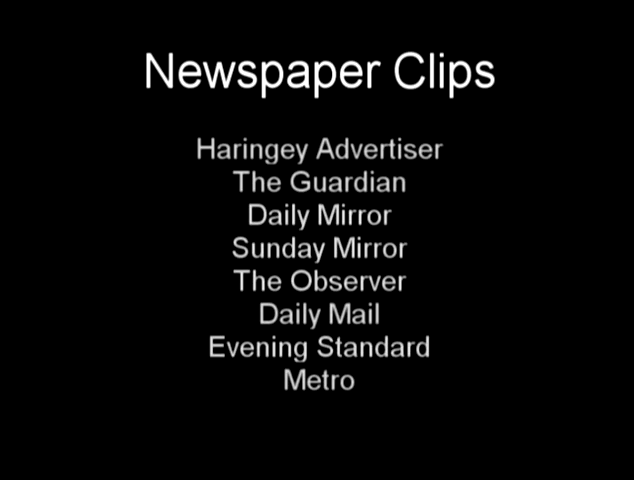 Newspaper Clips
Haringey Advertiser
The Guardian
Daily Mirror
Sunday Mirror
The Observer
Daily Mail
Evening Standard
Metro